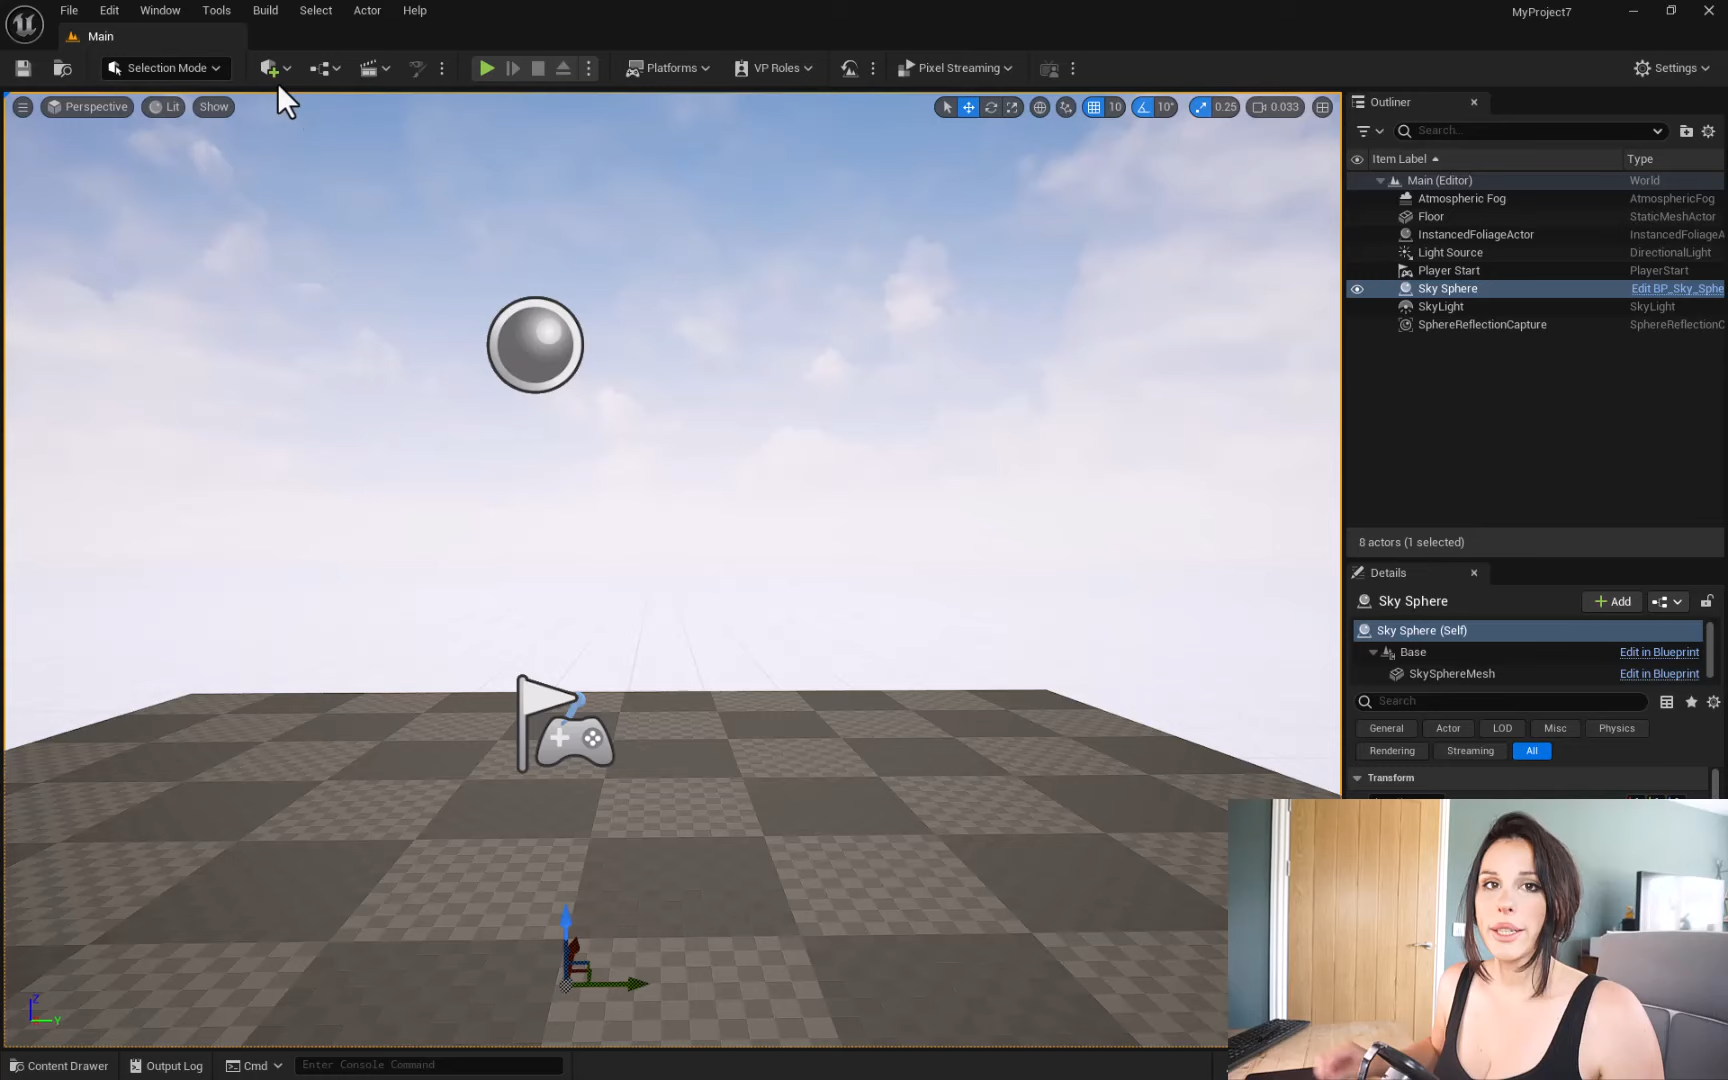 File Edit Window Tools Build Select Actor Help
MyProject7
Main
Selection Mode
Platforms
VP Roles
Pixel Streaming
Settings
Perspective
Lit
Show
10
10°
0.25
0.033
Outliner
Search...
Item Label
Type
Main (Editor) World
Atmospheric Fog AtmosphericFog
Floor StaticMeshActor
InstancedFoliageActor InstancedFoliageA
Light Source DirectionalLight
Player Start PlayerStart
Sky Sphere Edit BP_Sky_Sphe
SkyLight SkyLight
SphereReflectionCapture SphereReflectionC
8 actors (1 selected)
Details
Sky Sphere
Add
Sky Sphere (Self)
Base Edit in Blueprint
SkySphereMesh Edit in Blueprint
Search
General Actor LOD Misc Physics
Rendering Streaming All
Transform
Z
Y
Content Drawer
Output Log
Cmd
Enter Console Command